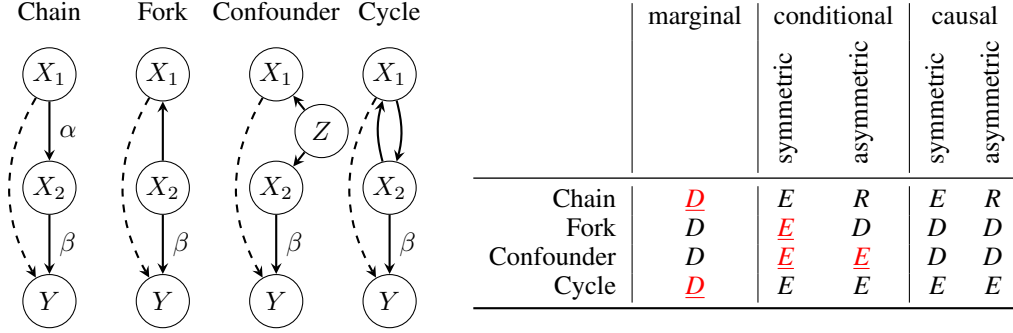 Chain Fork Confounder Cycle
X₁ X₁ X₁ X₁
α Z
X₂ X₂ X₂ X₂
β β β β
Y Y Y Y
marginal conditional causal
symmetric asymmetric symmetric asymmetric
Chain D E R E R
Fork D E D D D
Confounder D E E D D
Cycle D E E E E